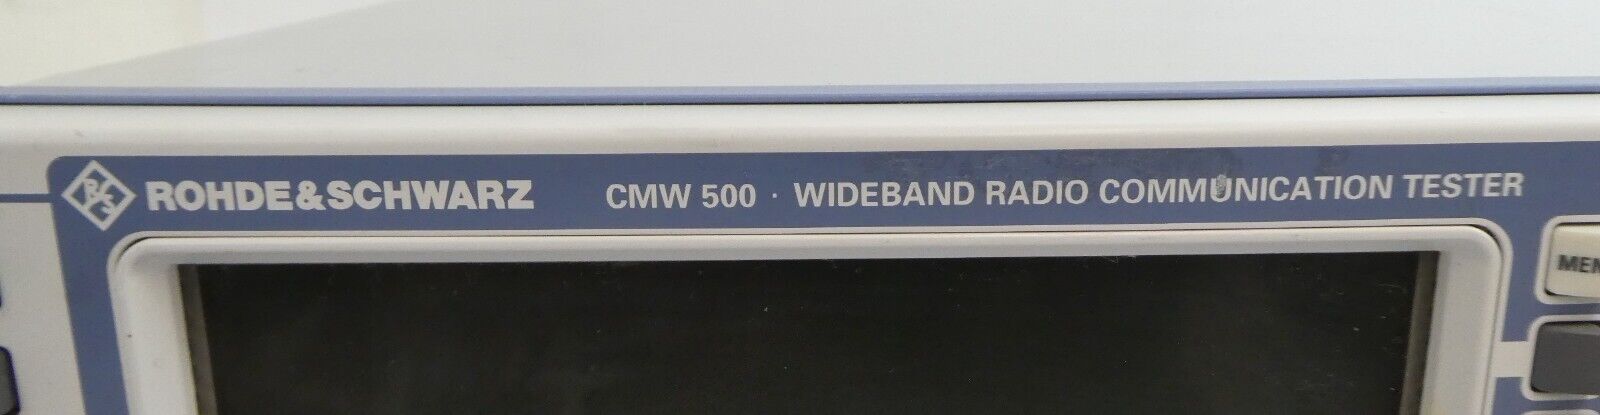 ROHDE&SCHWARZ CMW 500 · WIDEBAND RADIO COMMUNICATION TESTER